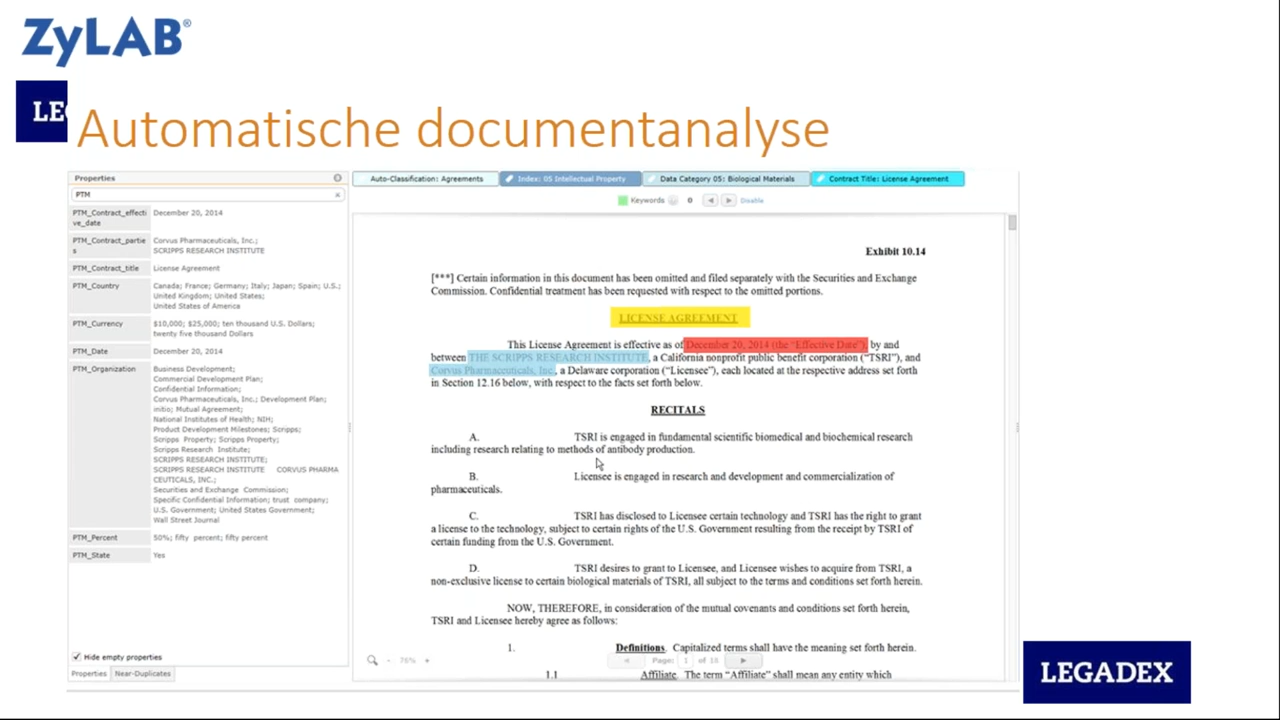 ZyLAB®
LE
Automatische documentanalyse
Properties
PTM
PTM_Contract_effecti
ve_date
December 20, 2014
PTM_Contract_partie
s
Corvus Pharmaceuticals, Inc.;
SCRIPPS RESEARCH INSTITUTE
PTM_Contract_title
License Agreement
PTM_Country
Canada; France; Germany; Italy; Japan; Spain; U.S.;
United Kingdom; United States;
United States of America
PTM_Currency
$10,000; $25,000; ten thousand U.S. Dollars;
twenty five thousand Dollars
PTM_Date
December 20, 2014
PTM_Organization
Business Development;
Commercial Development Plan;
Confidential Information;
Corvus Pharmaceuticals, Inc.; Development Plan;
initio; Mutual Agreement;
National Institutes of Health; NIH;
Product Development Milestones; Scripps;
Scripps Property; Scripps Property;
Scripps Research Institute;
SCRIPPS RESEARCH INSTITUTE;
SCRIPPS RESEARCH INSTITUTE CORVUS PHARMA
CEUTICALS, INC.;
Securities and Exchange Commission;
Specific Confidential Information; trust company;
U.S. Government; United States Government;
Wall Street Journal
PTM_Percent
50%; fifty percent; fifty percent
PTM_State
Yes
Hide empty properties
Properties
Near-Duplicates
Auto-Classification: Agreements
Index: 05 Intellectual Property
Data Category 05: Biological Materials
Contract Title: License Agreement
Keywords
0
Disable
Exhibit 10.14
[***] Certain information in this document has been omitted and filed separately with the Securities and Exchange
Commission. Confidential treatment has been requested with respect to the omitted portions.
LICENSE AGREEMENT
This License Agreement is effective as of December 20, 2014 (the “Effective Date”), by and
between THE SCRIPPS RESEARCH INSTITUTE, a California nonprofit public benefit corporation (“TSRI”), and
Corvus Pharmaceuticals, Inc., a Delaware corporation (“Licensee”), each located at the respective address set forth
in Section 12.16 below, with respect to the facts set forth below.
RECITALS
A. TSRI is engaged in fundamental scientific biomedical and biochemical research
including research relating to methods of antibody production.
B. Licensee is engaged in research and development and commercialization of
pharmaceuticals.
C. TSRI has disclosed to Licensee certain technology and TSRI has the right to grant
a license to the technology, subject to certain rights of the U.S. Government resulting from the receipt by TSRI of
certain funding from the U.S. Government.
D. TSRI desires to grant to Licensee, and Licensee wishes to acquire from TSRI, a
non-exclusive license to certain biological materials of TSRI, all subject to the terms and conditions set forth herein.
NOW, THEREFORE, in consideration of the mutual covenants and conditions set forth herein,
TSRI and Licensee hereby agree as follows:
1. Definitions. Capitalized terms shall have the meaning set forth herein.
76%
Page: 1 of 18
1.1 Affiliate. The term “Affiliate” shall mean any entity which
LEGADEX